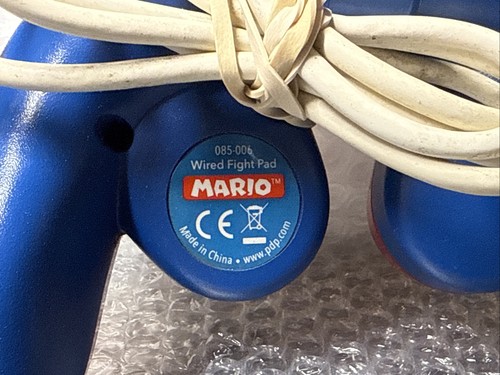 085-006
Wired Fight Pad
MARIO™
CE
Made in China • www.pdp.com